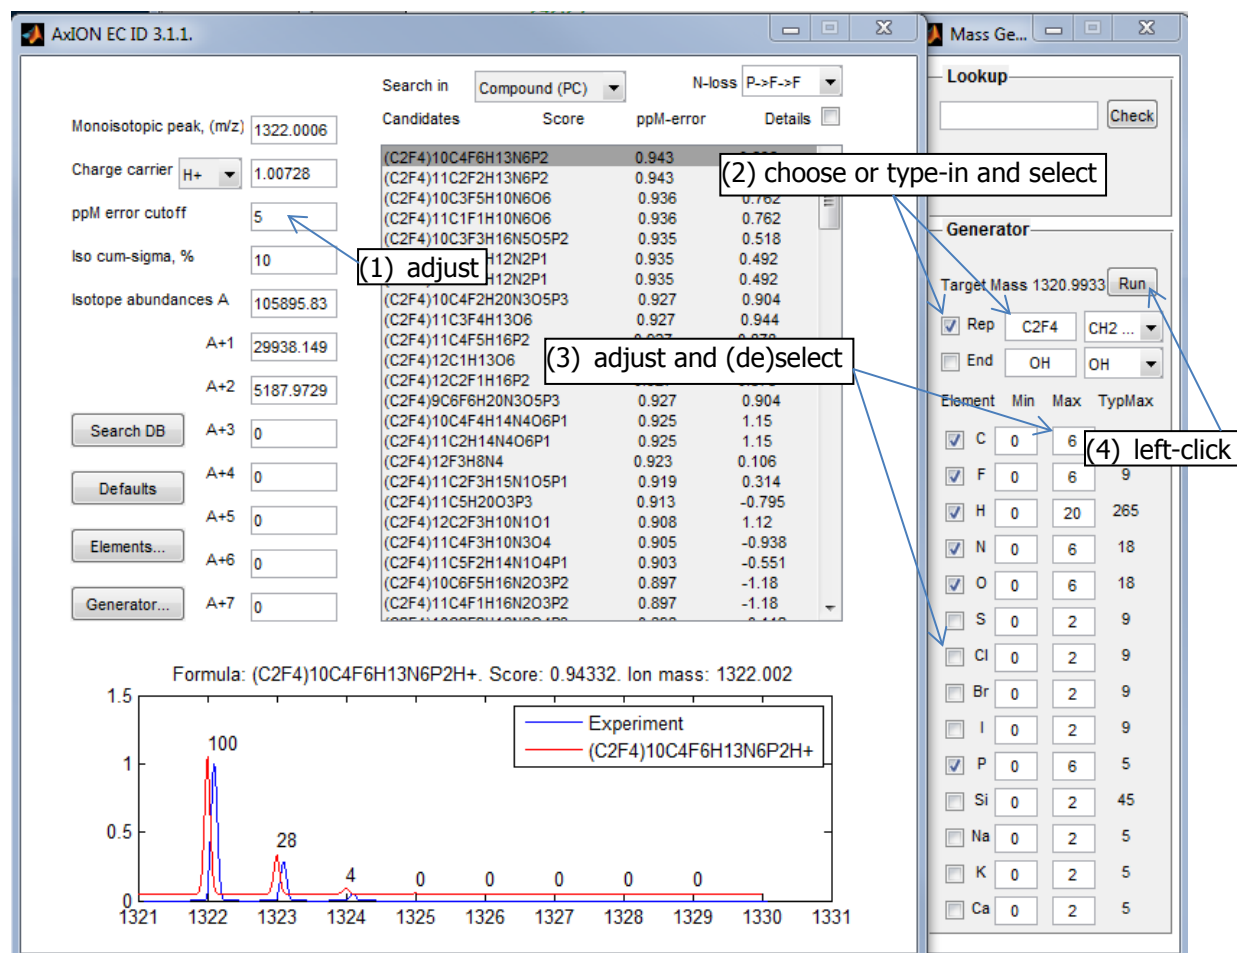 AxION EC ID 3.1.1.
Search in Compound (PC) N-loss P->F->F
Candidates Score ppM-error Details
Monoisotopic peak, (m/z) 1322.0006
Charge carrier H+ 1.00728
ppM error cutoff 5
Iso cum-sigma, % 10
Isotope abundances A 105895.83
A+1 29938.149
A+2 5187.9729
A+3 0
A+4 0
A+5 0
A+6 0
A+7 0
Search DB
Defaults
Elements...
Generator...
(C2F4)10C4F6H13N6P2 0.943
(C2F4)11C2F2H13N6P2 0.943
(C2F4)10C3F5H10N6O6 0.936 0.762
(C2F4)11C1F1H10N6O6 0.936 0.762
(C2F4)10C3F3H16N5O5P2 0.935 0.518
H12N2P1 0.935 0.492
H12N2P1 0.935 0.492
(C2F4)10C4F2H20N3O5P3 0.927 0.904
(C2F4)11C3F4H13O6 0.927 0.944
(C2F4)11C4F5H16P2
(C2F4)12C1H13O6
(C2F4)12C2F1H16P2
(C2F4)9C6F6H20N3O5P3 0.927 0.904
(C2F4)10C4F4H14N4O6P1 0.925 1.15
(C2F4)11C2H14N4O6P1 0.925 1.15
(C2F4)12F3H8N4 0.923 0.106
(C2F4)11C2F3H15N1O5P1 0.919 0.314
(C2F4)11C5H20O3P3 0.913 -0.795
(C2F4)12C2F3H10N1O1 0.908 1.12
(C2F4)11C4F3H10N3O4 0.905 -0.938
(C2F4)11C5F2H14N1O4P1 0.903 -0.551
(C2F4)10C6F5H16N2O3P2 0.897 -1.18
(C2F4)11C4F1H16N2O3P2 0.897 -1.18
(1) adjust
(2) choose or type-in and select
(3) adjust and (de)select
(4) left-click
Formula: (C2F4)10C4F6H13N6P2H+. Score: 0.94332. Ion mass: 1322.002
1.5
1
0.5
0
Experiment
(C2F4)10C4F6H13N6P2H+
100
28
4
0 0 0 0 0
1321 1322 1323 1324 1325 1326 1327 1328 1329 1330 1331
Mass Ge...
Lookup
Check
Generator
Target Mass 1320.9933 Run
Rep C2F4 CH2 ...
End OH OH
Element Min Max TypMax
C 0 6
F 0 6 9
H 0 20 265
N 0 6 18
O 0 6 18
S 0 2 9
Cl 0 2 9
Br 0 2 9
I 0 2 9
P 0 6 5
Si 0 2 45
Na 0 2 5
K 0 2 5
Ca 0 2 5